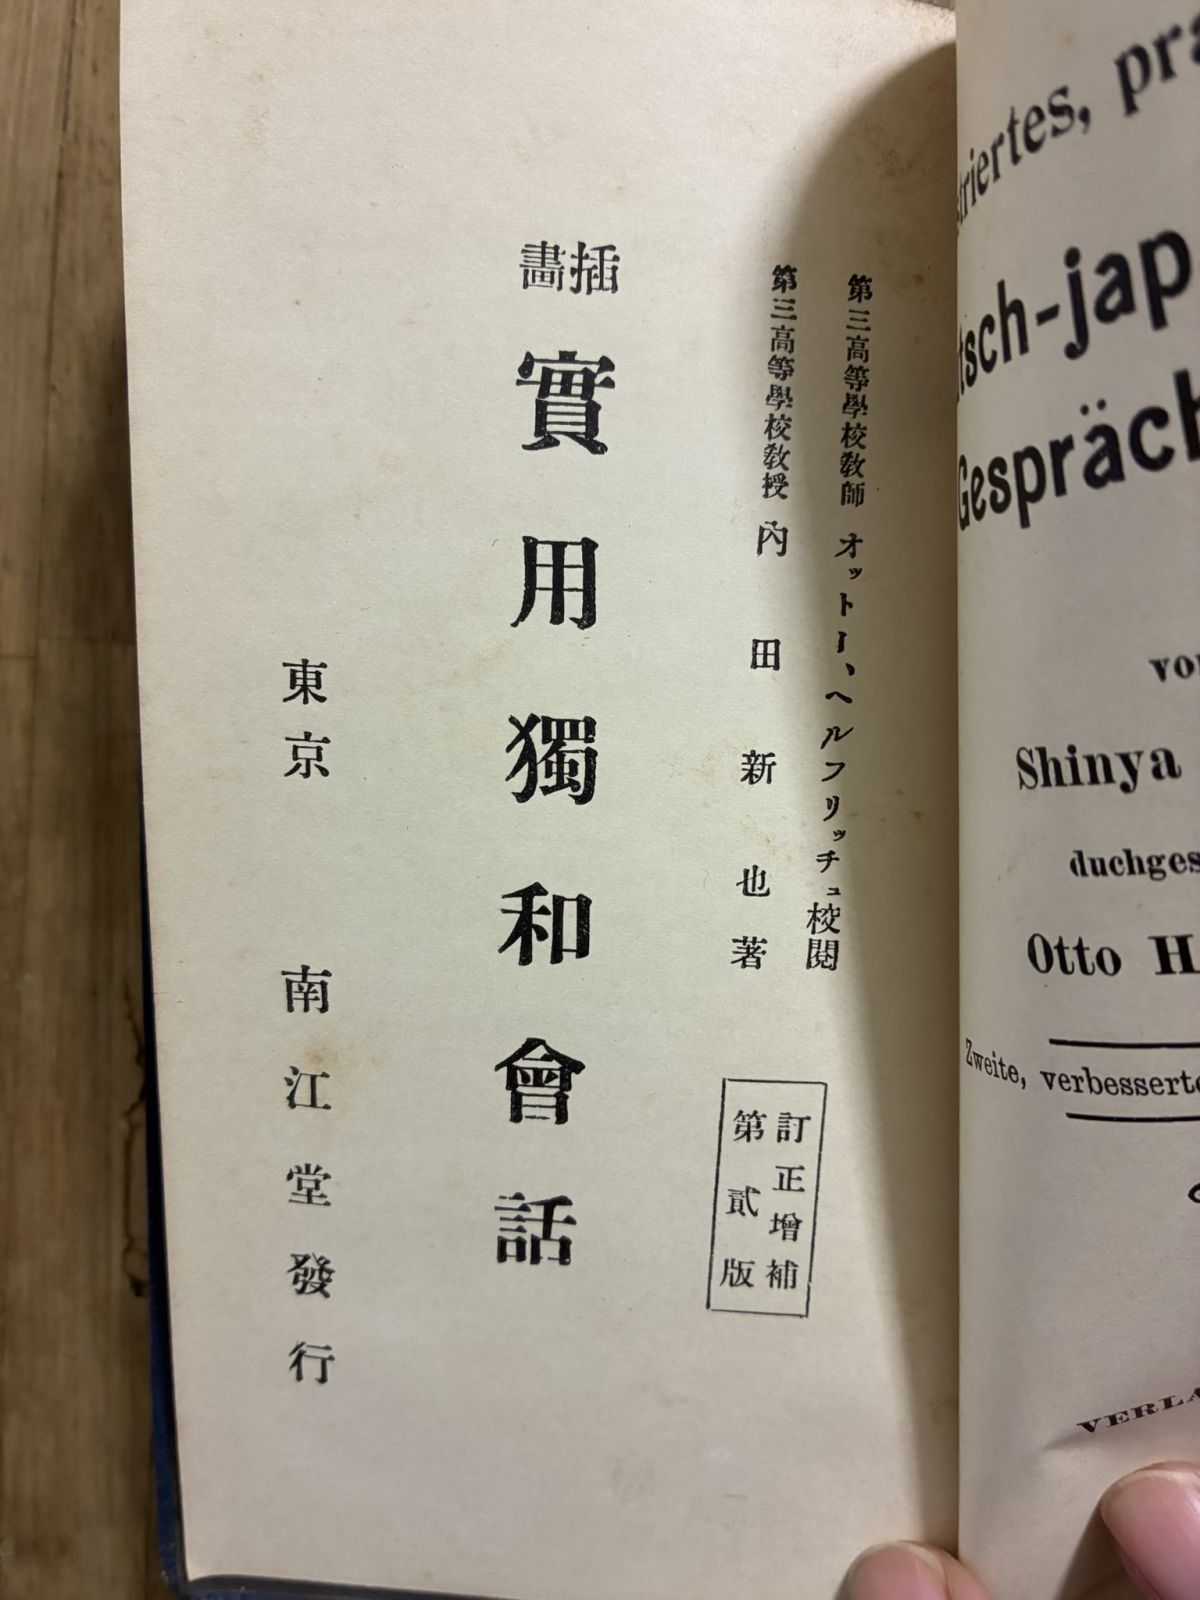 第三高等學校教師 オットー、ヘルフリッチュ校閲
第三高等學校教授 內田新也著
訂正增補
第貳版
插畫
實用獨和會話
東京 南江堂發行
striertes, pra
tsch-jap
Gespräch
vo
Shinya
duchges
Otto H
Zweite, verbesserte
VERLA